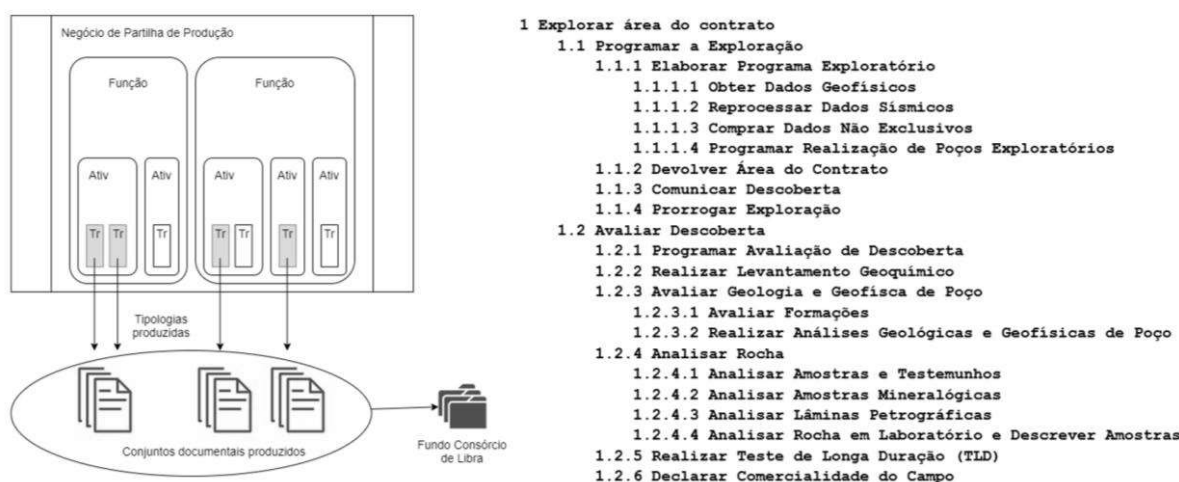 Negócio de Partilha de Produção
Função
Função
Ativ
Ativ
Ativ
Ativ
Ativ
Tr
Tr
Tr
Tr
Tr
Tr
Tr
Tipologias
produzidas
Conjuntos documentais produzidos
Fundo Consórcio
de Libra
1 Explorar área do contrato
1.1 Programar a Exploração
1.1.1 Elaborar Programa Exploratório
1.1.1.1 Obter Dados Geofísicos
1.1.1.2 Reprocessar Dados Sísmicos
1.1.1.3 Comprar Dados Não Exclusivos
1.1.1.4 Programar Realização de Poços Exploratórios
1.1.2 Devolver Área do Contrato
1.1.3 Comunicar Descoberta
1.1.4 Prorrogar Exploração
1.2 Avaliar Descoberta
1.2.1 Programar Avaliação de Descoberta
1.2.2 Realizar Levantamento Geoquímico
1.2.3 Avaliar Geologia e Geofísca de Poço
1.2.3.1 Avaliar Formações
1.2.3.2 Realizar Análises Geológicas e Geofísicas de Poço
1.2.4 Analisar Rocha
1.2.4.1 Analisar Amostras e Testemunhos
1.2.4.2 Analisar Amostras Mineralógicas
1.2.4.3 Analisar Lâminas Petrográficas
1.2.4.4 Analisar Rocha em Laboratório e Descrever Amostras
1.2.5 Realizar Teste de Longa Duração (TLD)
1.2.6 Declarar Comercialidade do Campo